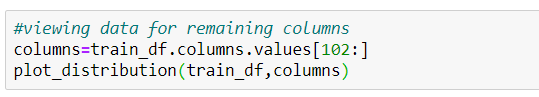 #viewing data for remaining columns
columns=train_df.columns.values[102:]
plot_distribution(train_df,columns)